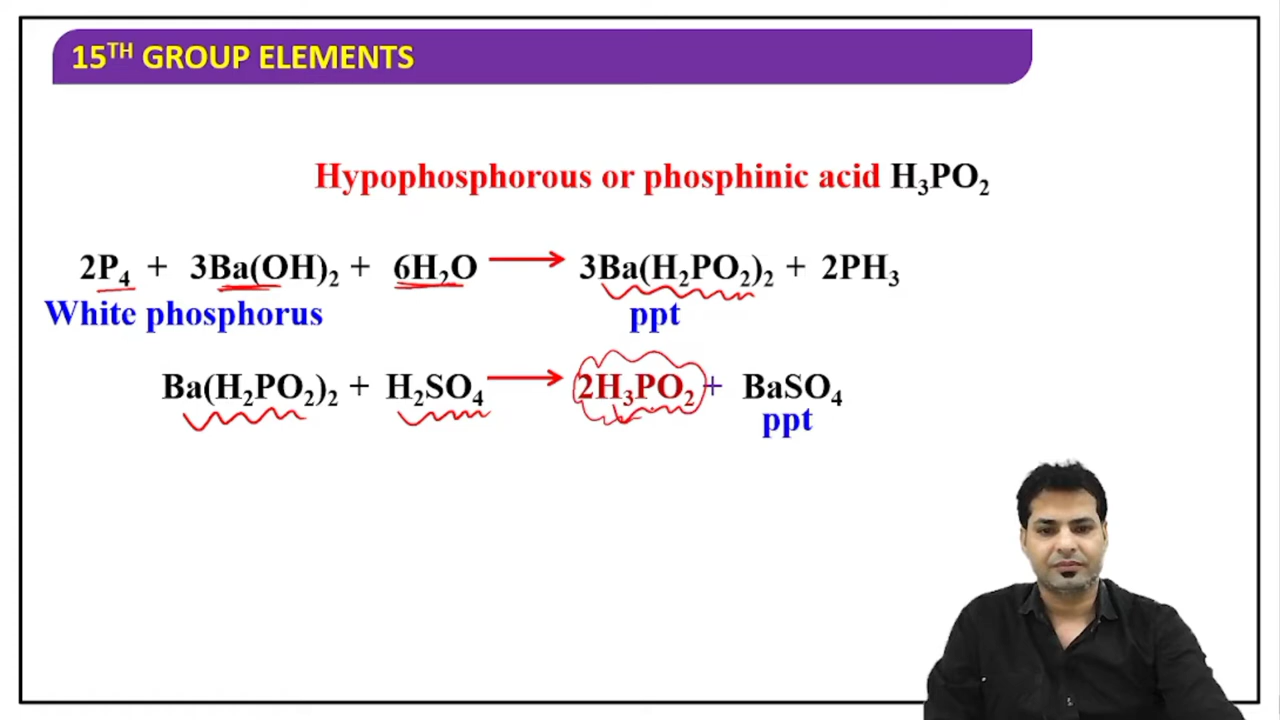 15TH GROUP ELEMENTS
Hypophosphorous or phosphinic acid H₃PO₂
2P₄ + 3Ba(OH)₂ + 6H₂O → 3Ba(H₂PO₂)₂ + 2PH₃
White phosphorus ppt
Ba(H₂PO₂)₂ + H₂SO₄ → 2H₃PO₂ + BaSO₄
ppt